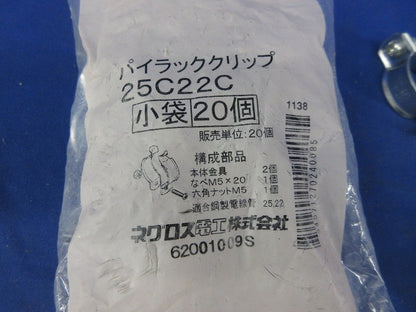 パイラッククリップ
25C22C
小袋 20個
1138
販売単位:20個
構成部品
本体金具 2個
なべM5×20 1個
六角ナットM5 1個
適合鋼製電線管 25,22
ネグロス電工株式会社
62001009S